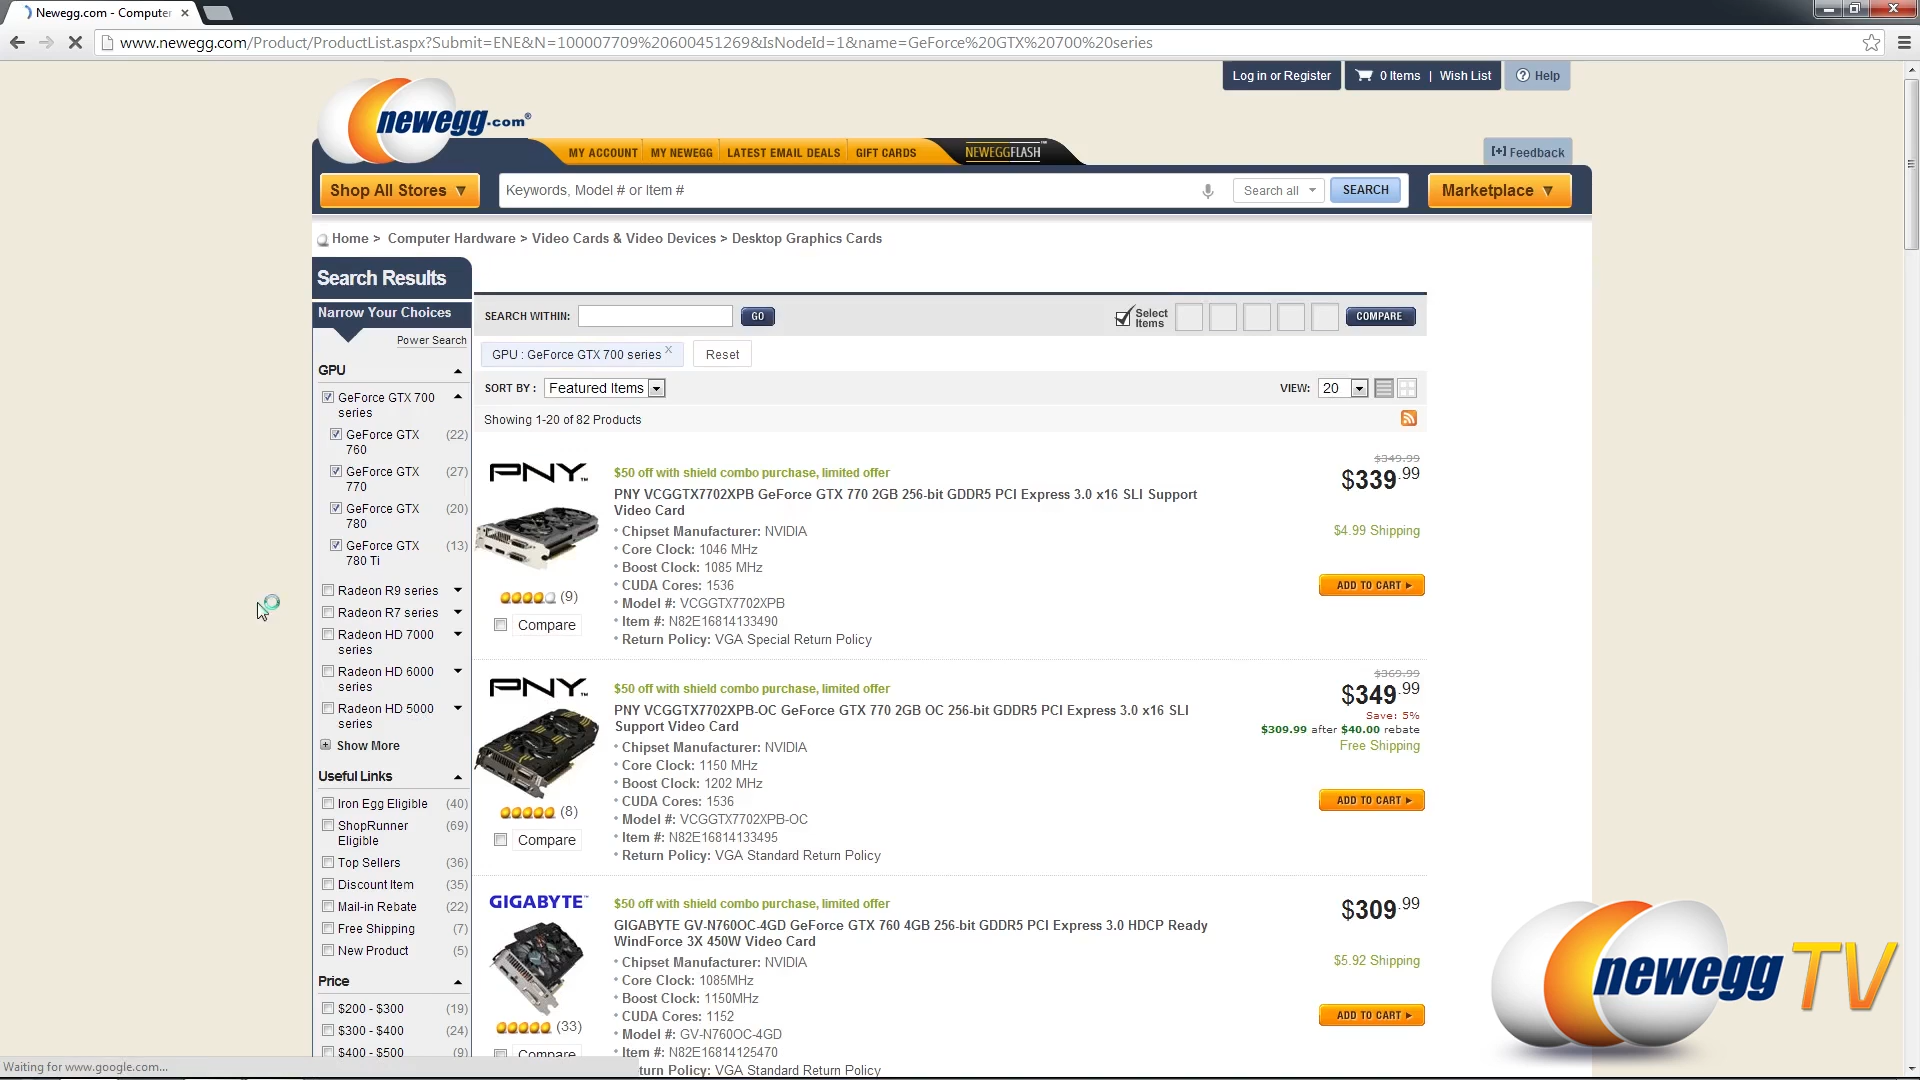 Newegg.com - Computer
www.newegg.com/Product/ProductList.aspx?Submit=ENE&N=100007709%20600451269&IsNodeId=1&name=GeForce%20GTX%20700%20series
Log in or Register
0 Items | Wish List
Help
newegg.com®
MY ACCOUNT
MY NEWEGG
LATEST EMAIL DEALS
GIFT CARDS
NEWEGGFLASH
[+] Feedback
Shop All Stores
Keywords, Model # or Item #
Search all
SEARCH
Marketplace
Home > Computer Hardware > Video Cards & Video Devices > Desktop Graphics Cards
Search Results
Narrow Your Choices
Power Search
GPU
GeForce GTX 700
series
GeForce GTX (22)
760
GeForce GTX (27)
770
GeForce GTX (20)
780
GeForce GTX (13)
780 Ti
Radeon R9 series
Radeon R7 series
Radeon HD 7000
series
Radeon HD 6000
series
Radeon HD 5000
series
Show More
Useful Links
Iron Egg Eligible (40)
ShopRunner (69)
Eligible
Top Sellers (36)
Discount Item (35)
Mail-in Rebate (22)
Free Shipping (7)
New Product (5)
Price
$200 - $300 (19)
$300 - $400 (24)
$400 - $500 (9)
SEARCH WITHIN:
GO
Select
Items
COMPARE
GPU : GeForce GTX 700 series x
Reset
SORT BY : Featured Items
VIEW: 20
Showing 1-20 of 82 Products
PNY™
(9)
Compare
$50 off with shield combo purchase, limited offer
PNY VCGGTX7702XPB GeForce GTX 770 2GB 256-bit GDDR5 PCI Express 3.0 x16 SLI Support
Video Card
• Chipset Manufacturer: NVIDIA
• Core Clock: 1046 MHz
• Boost Clock: 1085 MHz
• CUDA Cores: 1536
• Model #: VCGGTX7702XPB
• Item #: N82E16814133490
• Return Policy: VGA Special Return Policy
$349.99
$339.99
$4.99 Shipping
ADD TO CART
PNY™
(8)
Compare
$50 off with shield combo purchase, limited offer
PNY VCGGTX7702XPB-OC GeForce GTX 770 2GB OC 256-bit GDDR5 PCI Express 3.0 x16 SLI
Support Video Card
• Chipset Manufacturer: NVIDIA
• Core Clock: 1150 MHz
• Boost Clock: 1202 MHz
• CUDA Cores: 1536
• Model #: VCGGTX7702XPB-OC
• Item #: N82E16814133495
• Return Policy: VGA Standard Return Policy
$369.99
$349.99
Save: 5%
$309.99 after $40.00 rebate
Free Shipping
ADD TO CART
GIGABYTE™
(33)
Compare
$50 off with shield combo purchase, limited offer
GIGABYTE GV-N760OC-4GD GeForce GTX 760 4GB 256-bit GDDR5 PCI Express 3.0 HDCP Ready
WindForce 3X 450W Video Card
• Chipset Manufacturer: NVIDIA
• Core Clock: 1085MHz
• Boost Clock: 1150MHz
• CUDA Cores: 1152
• Model #: GV-N760OC-4GD
• Item #: N82E16814125470
turn Policy: VGA Standard Return Policy
$309.99
$5.92 Shipping
ADD TO CART
newegg TV
Waiting for www.google.com...